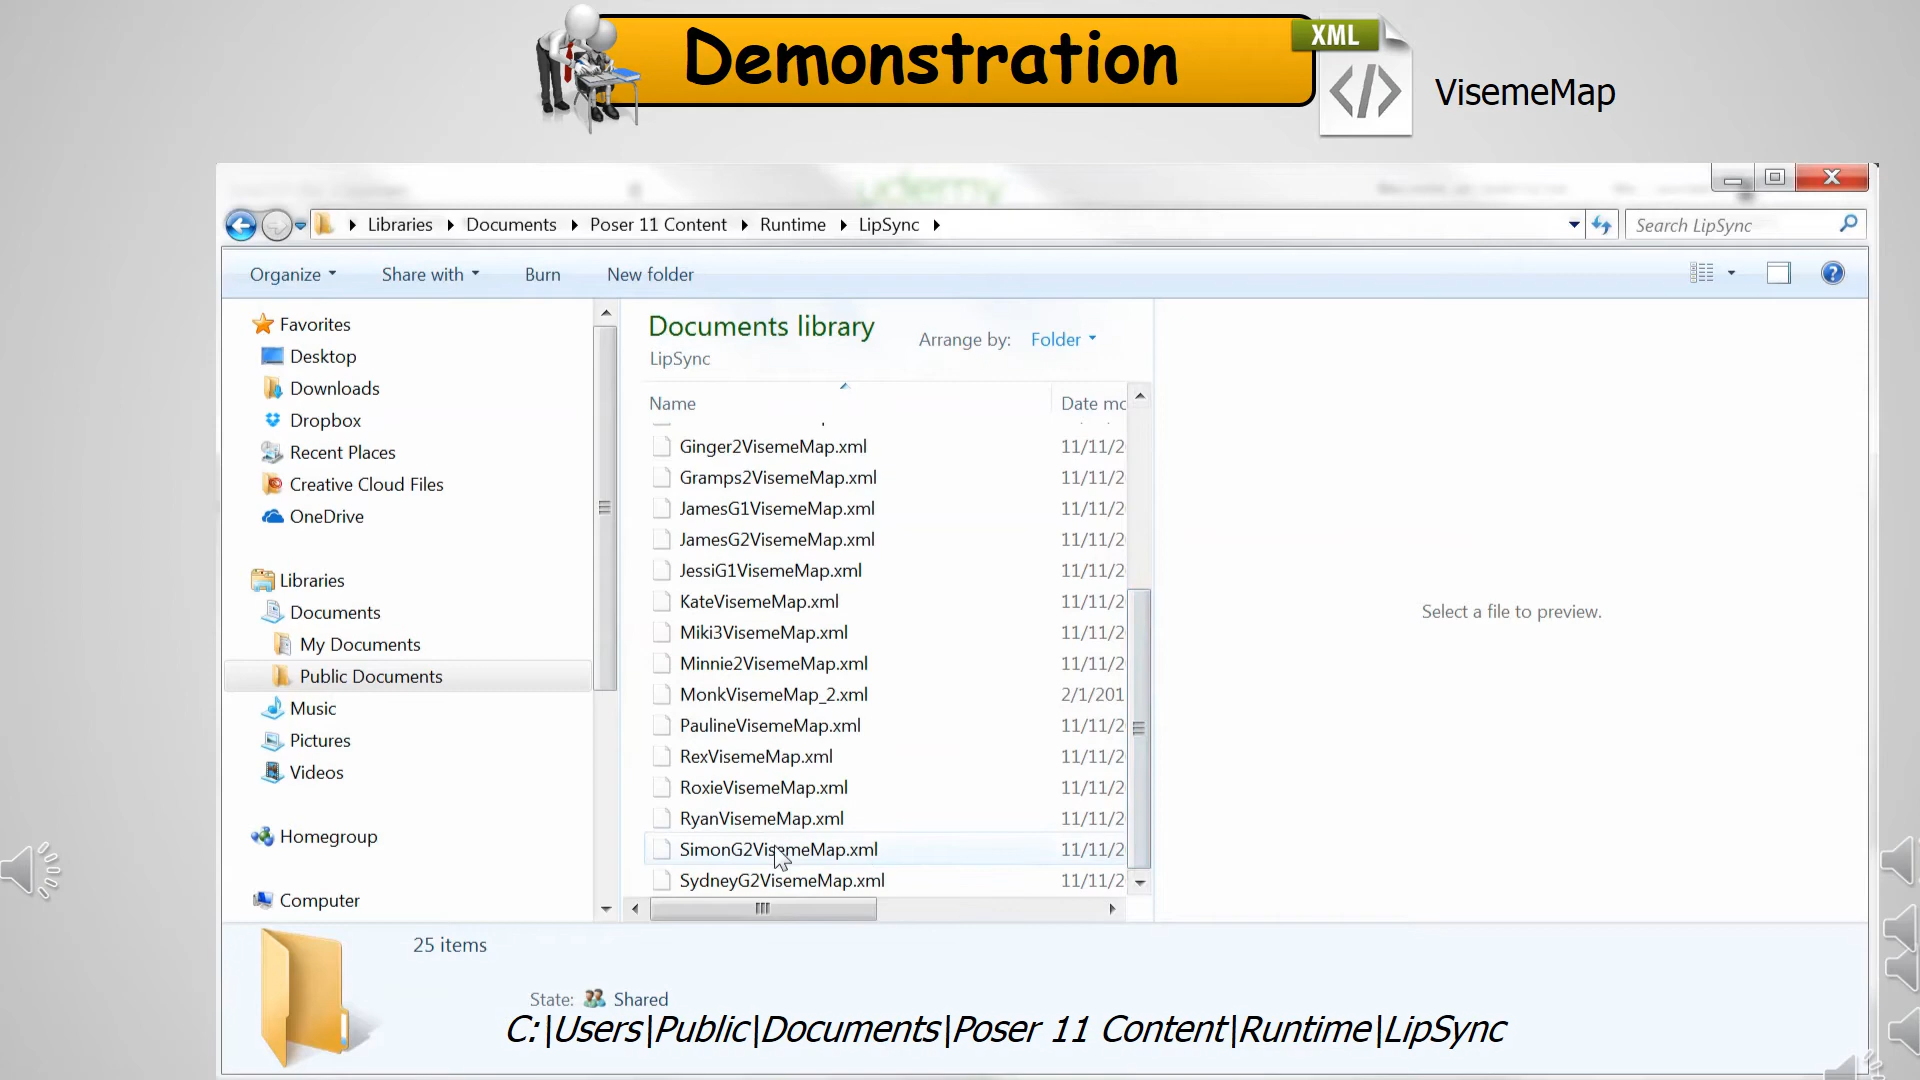 Demonstration
XML
</>
VisemeMap
udemy
Libraries
Documents
Poser 11 Content
Runtime
LipSync
Search LipSync
Organize
Share with
Burn
New folder
Favorites
Desktop
Downloads
Dropbox
Recent Places
Creative Cloud Files
OneDrive
Libraries
Documents
My Documents
Public Documents
Music
Pictures
Videos
Homegroup
Computer
Documents library
LipSync
Arrange by: Folder
Name Date mo
Ginger2VisemeMap.xml 11/11/2
Gramps2VisemeMap.xml 11/11/2
JamesG1VisemeMap.xml 11/11/2
JamesG2VisemeMap.xml 11/11/2
JessiG1VisemeMap.xml 11/11/2
KateVisemeMap.xml 11/11/2
Miki3VisemeMap.xml 11/11/2
Minnie2VisemeMap.xml 11/11/2
MonkVisemeMap_2.xml 2/1/201
PaulineVisemeMap.xml 11/11/2
RexVisemeMap.xml 11/11/2
RoxieVisemeMap.xml 11/11/2
RyanVisemeMap.xml 11/11/2
SimonG2VisemeMap.xml 11/11/2
SydneyG2VisemeMap.xml 11/11/2
Select a file to preview.
25 items
State: Shared
C:|Users|Public|Documents|Poser 11 Content|Runtime|LipSync